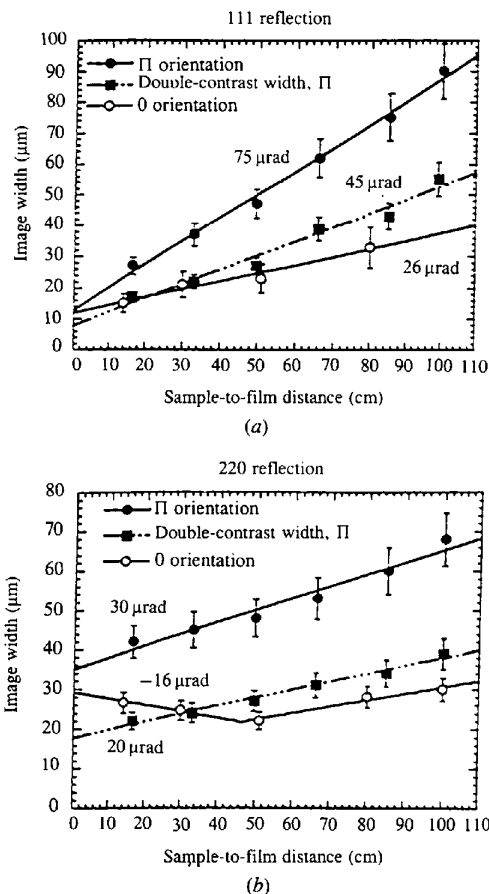 111 reflection
100
90
80
70
60
50
40
30
20
10
0
Image width (μm)
Π orientation
Double-contrast width, Π
0 orientation
75 μrad
45 μrad
26 μrad
0 10 20 30 40 50 60 70 80 90 100 110
Sample-to-film distance (cm)
(a)
220 reflection
80
70
60
50
40
30
20
10
0
Image width (μm)
Π orientation
Double-contrast width, Π
0 orientation
30 μrad
−16 μrad
20 μrad
0 10 20 30 40 50 60 70 80 90 100 110
Sample-to-film distance (cm)
(b)